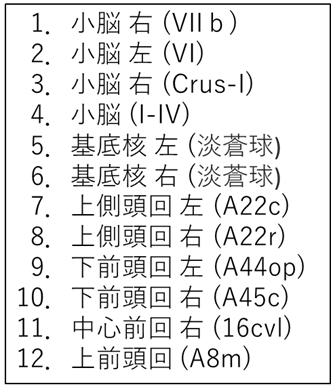 1. 小脳 右 (VIIb)
2. 小脳 左 (VI)
3. 小脳 右 (Crus-I)
4. 小脳 (I-IV)
5. 基底核 左 (淡蒼球)
6. 基底核 右 (淡蒼球)
7. 上側頭回 左 (A22c)
8. 上側頭回 右 (A22r)
9. 下前頭回 左 (A44op)
10. 下前頭回 右 (A45c)
11. 中心前回 右 (16cvl)
12. 上前頭回 (A8m)